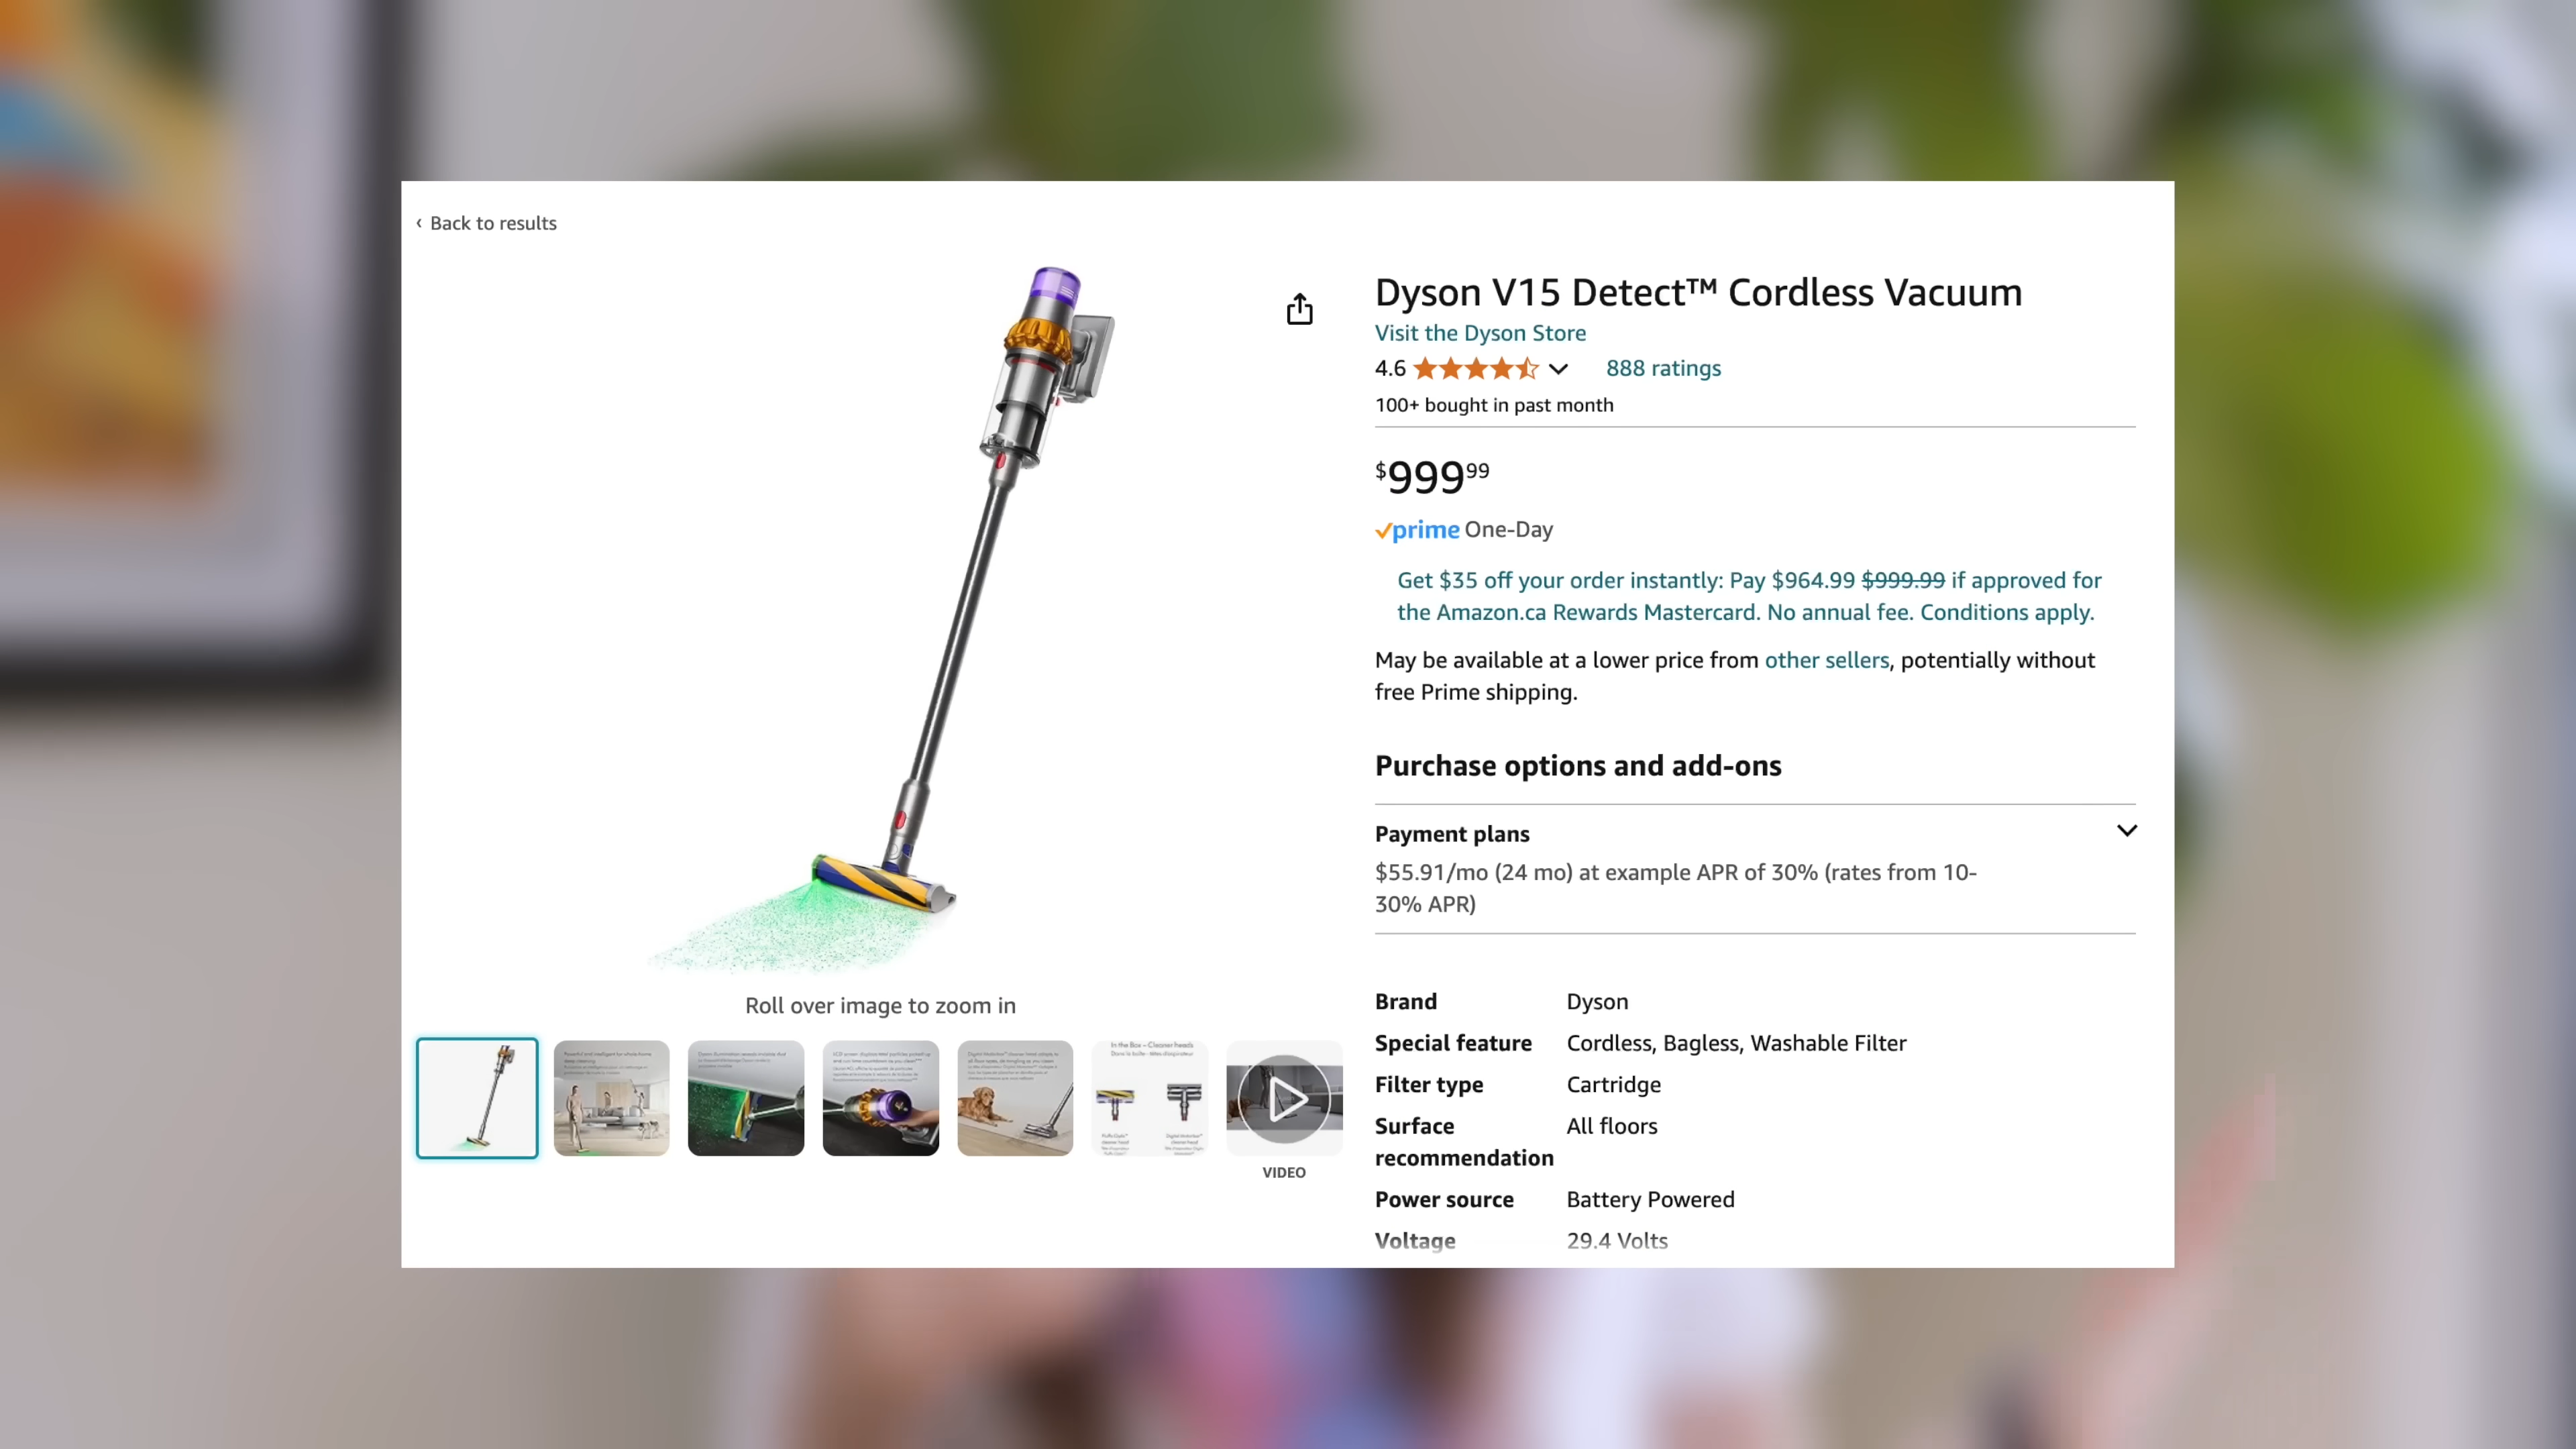 ‹ Back to results
Dyson V15 Detect™ Cordless Vacuum
Visit the Dyson Store
4.6 888 ratings
100+ bought in past month
$999.99
prime One-Day
Get $35 off your order instantly: Pay $964.99 $999.99 if approved for
the Amazon.ca Rewards Mastercard. No annual fee. Conditions apply.
May be available at a lower price from other sellers, potentially without
free Prime shipping.
Purchase options and add-ons
Payment plans
$55.91/mo (24 mo) at example APR of 30% (rates from 10-
30% APR)
Brand Dyson
Special feature Cordless, Bagless, Washable Filter
Filter type Cartridge
Surface All floors
recommendation
Power source Battery Powered
Voltage 29.4 Volts
Roll over image to zoom in
In the Box – Cleaner heads
VIDEO